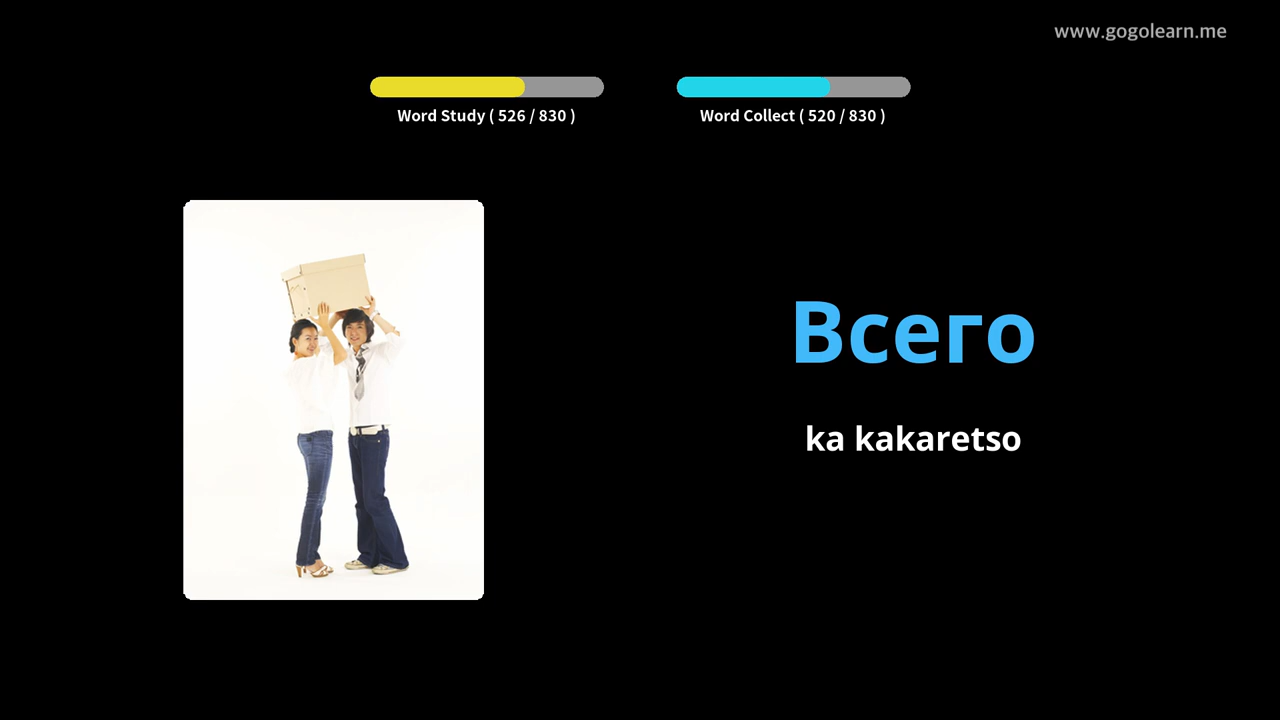 www.gogolearn.me
Word Study ( 526 / 830 )
Word Collect ( 520 / 830 )
Всего
ka kakaretso